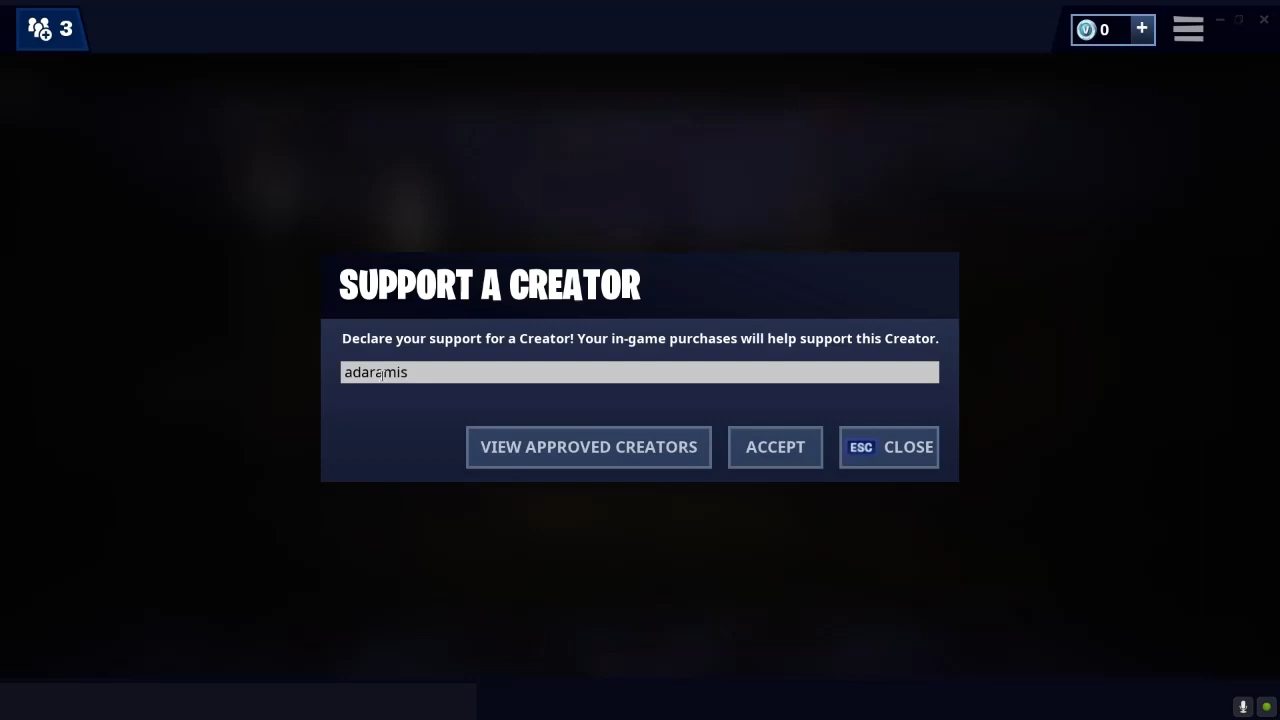 3
0 +
SUPPORT A CREATOR
Declare your support for a Creator! Your in-game purchases will help support this Creator.
adaramis
VIEW APPROVED CREATORS ACCEPT ESC CLOSE